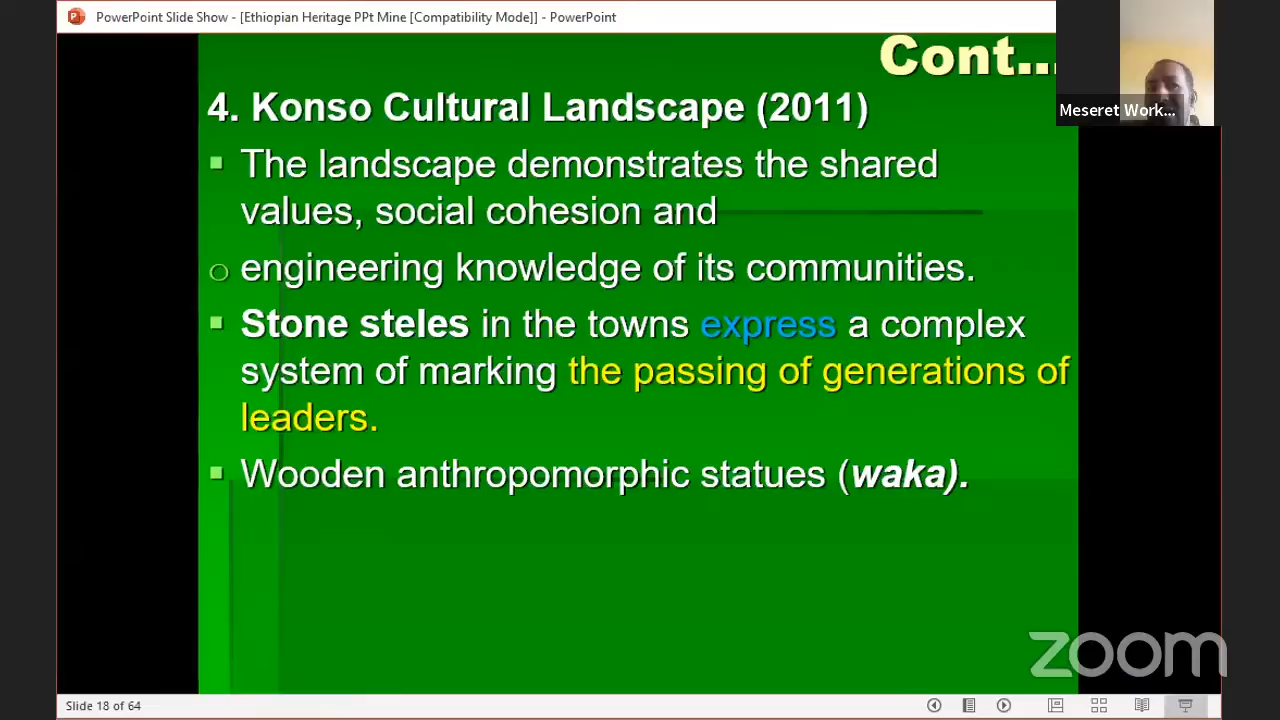 PowerPoint Slide Show - [Ethiopian Heritage PPt Mine [Compatibility Mode]] - PowerPoint
Cont...
Meseret Work...
4. Konso Cultural Landscape (2011)
The landscape demonstrates the shared
values, social cohesion and
engineering knowledge of its communities.
Stone steles in the towns express a complex
system of marking the passing of generations of
leaders.
Wooden anthropomorphic statues (waka).
zoom
Slide 18 of 64